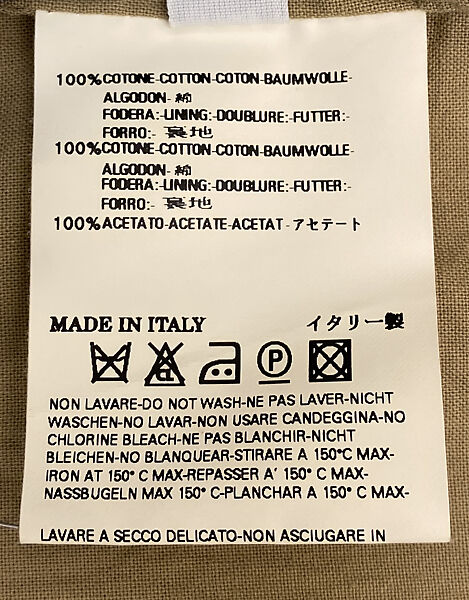 100% COTONE-COTTON-COTON-BAUMWOLLE-
ALGODON-綿
FODERA:-LINING:-DOUBLURE:-FUTTER:-
FORRO:- 裏地
100% COTONE-COTTON-COTON-BAUMWOLLE-
ALGODON-綿
FODERA:-LINING:-DOUBLURE:-FUTTER:-
FORRO:- 裏地
100% ACETATO-ACETATE-ACETAT-アセテート
MADE IN ITALY イタリー製
P
NON LAVARE-DO NOT WASH-NE PAS LAVER-NICHT
WASCHEN-NO LAVAR-NON USARE CANDEGGINA-NO
CHLORINE BLEACH-NE PAS BLANCHIR-NICHT
BLEICHEN-NO BLANQUEAR-STIRARE A 150°C MAX-
IRON AT 150° C MAX-REPASSER A' 150° C MAX-
NASSBUGELN MAX 150° C-PLANCHAR A 150° C MAX-
LAVARE A SECCO DELICATO-NON ASCIUGARE IN